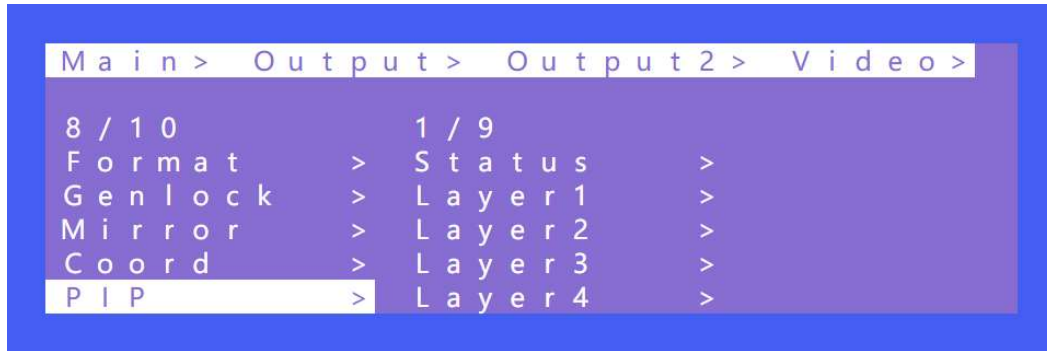 Main> Output> Output2> Video>
8/10 1/9
Format > Status >
Genlock > Layer1 >
Mirror > Layer2 >
Coord > Layer3 >
PIP > Layer4 >